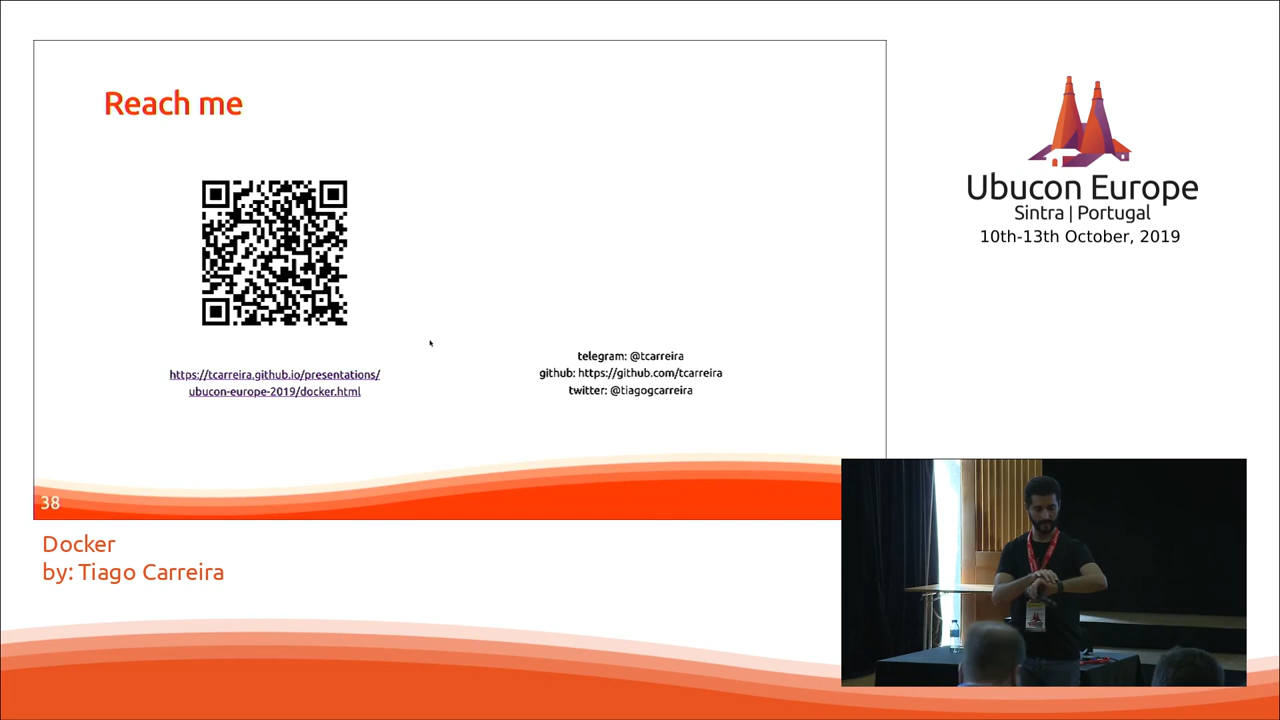 Reach me
https://tcarreira.github.io/presentations/
ubucon-europe-2019/docker.html
telegram: @tcarreira
github: https://github.com/tcarreira
twitter: @tiagogcarreira
38
Docker
by: Tiago Carreira
Ubucon Europe
Sintra | Portugal
10th-13th October, 2019